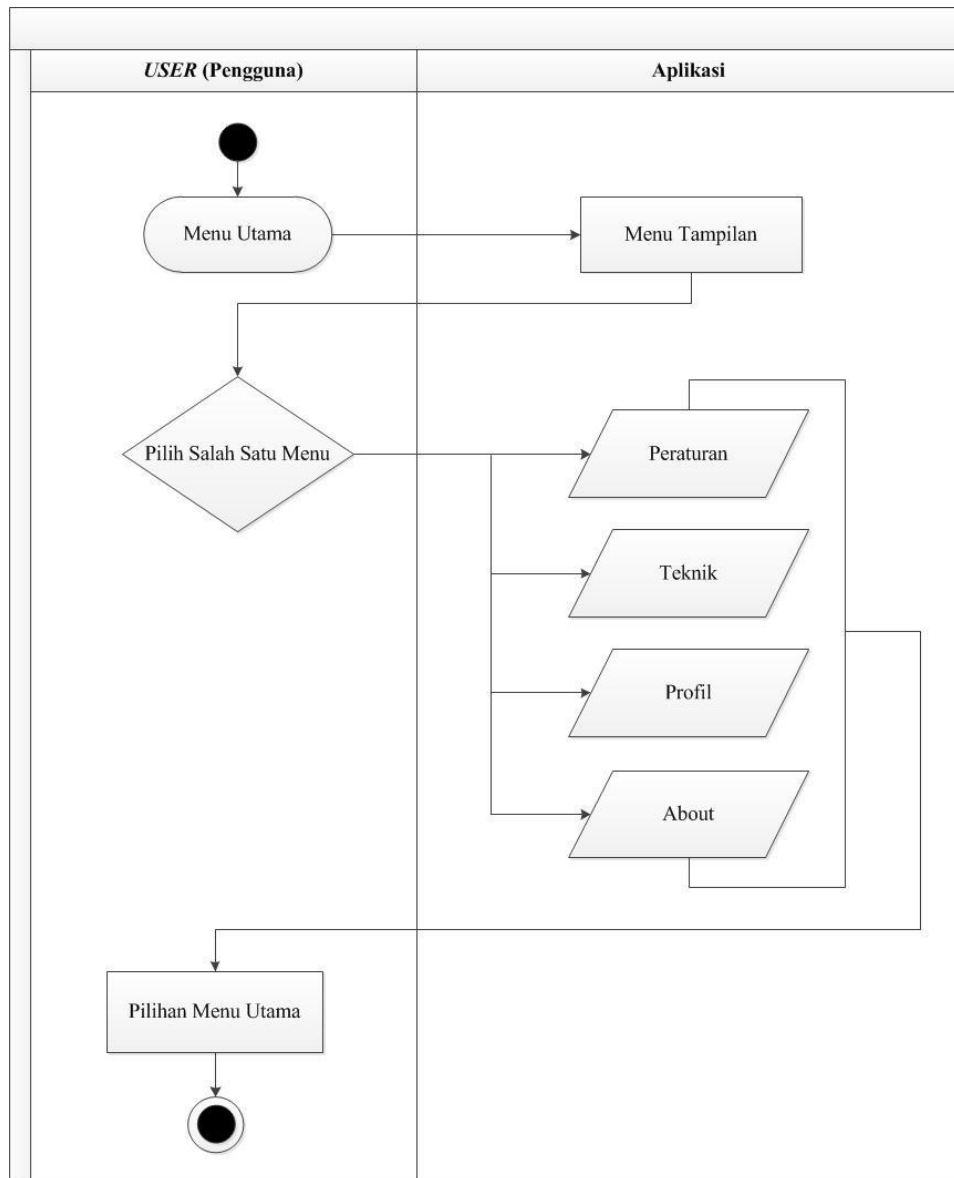 USER (Pengguna)
Aplikasi
Menu Utama
Menu Tampilan
Pilih Salah Satu Menu
Peraturan
Teknik
Profil
About
Pilihan Menu Utama